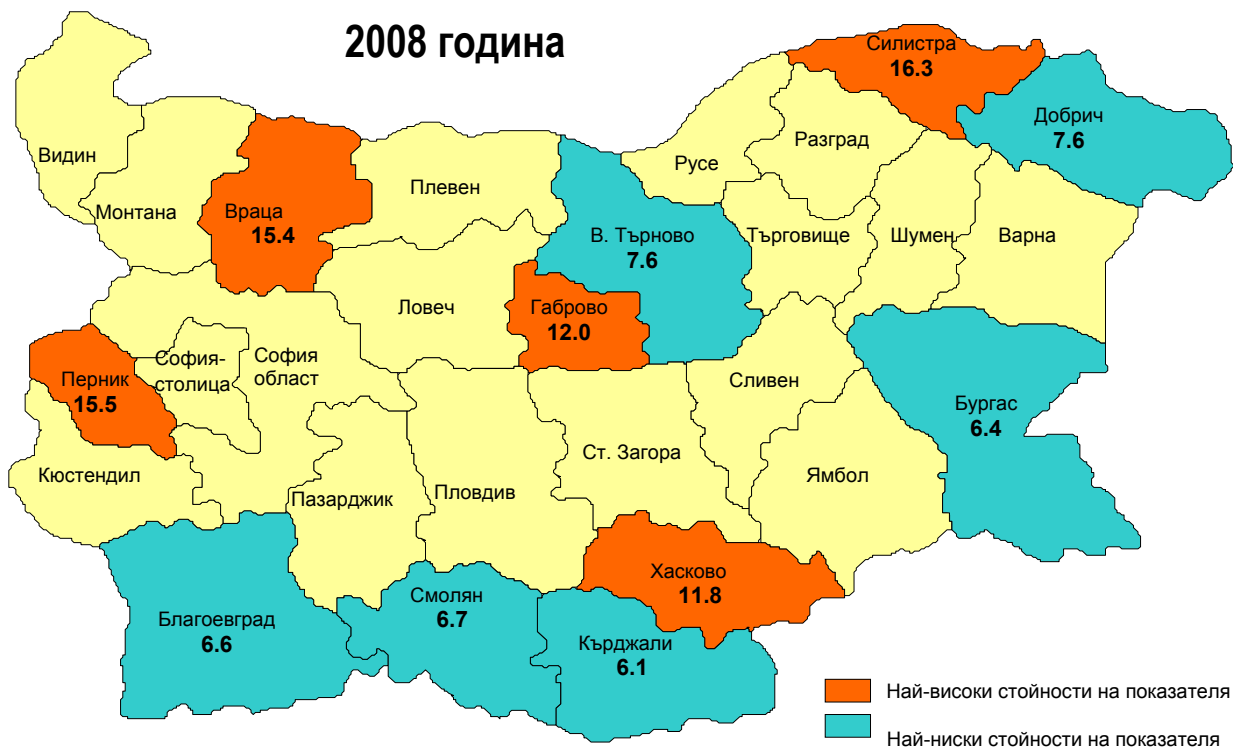 2008 година
Силистра
16.3
Добрич
7.6
Видин
Монтана
Враца
15.4
Плевен
Русе
Разград
В. Търново
7.6
Търговище
Шумен
Варна
Ловеч
Габрово
12.0
Перник
15.5
София-
столица
София
област
Сливен
Бургас
6.4
Кюстендил
Пазарджик
Пловдив
Ст. Загора
Ямбол
Хасково
11.8
Благоевград
6.6
Смолян
6.7
Кърджали
6.1
Най-високи стойности на показателя
Най-ниски стойности на показателя